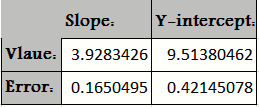 Slope: Y-intercept:
Vlaue: 3.9283426 9.51380462
Error: 0.1650495 0.42145078